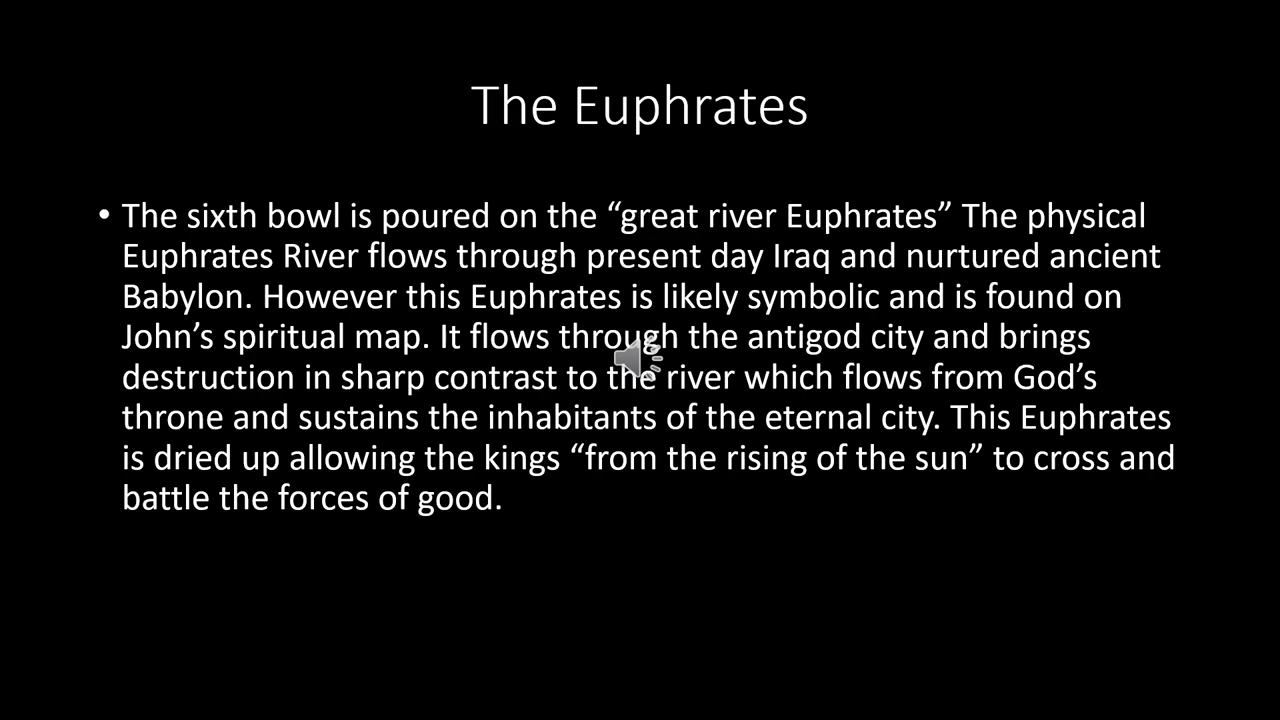 The Euphrates
• The sixth bowl is poured on the “great river Euphrates” The physical
Euphrates River flows through present day Iraq and nurtured ancient
Babylon. However this Euphrates is likely symbolic and is found on
John’s spiritual map. It flows through the antigod city and brings
destruction in sharp contrast to the river which flows from God’s
throne and sustains the inhabitants of the eternal city. This Euphrates
is dried up allowing the kings “from the rising of the sun” to cross and
battle the forces of good.